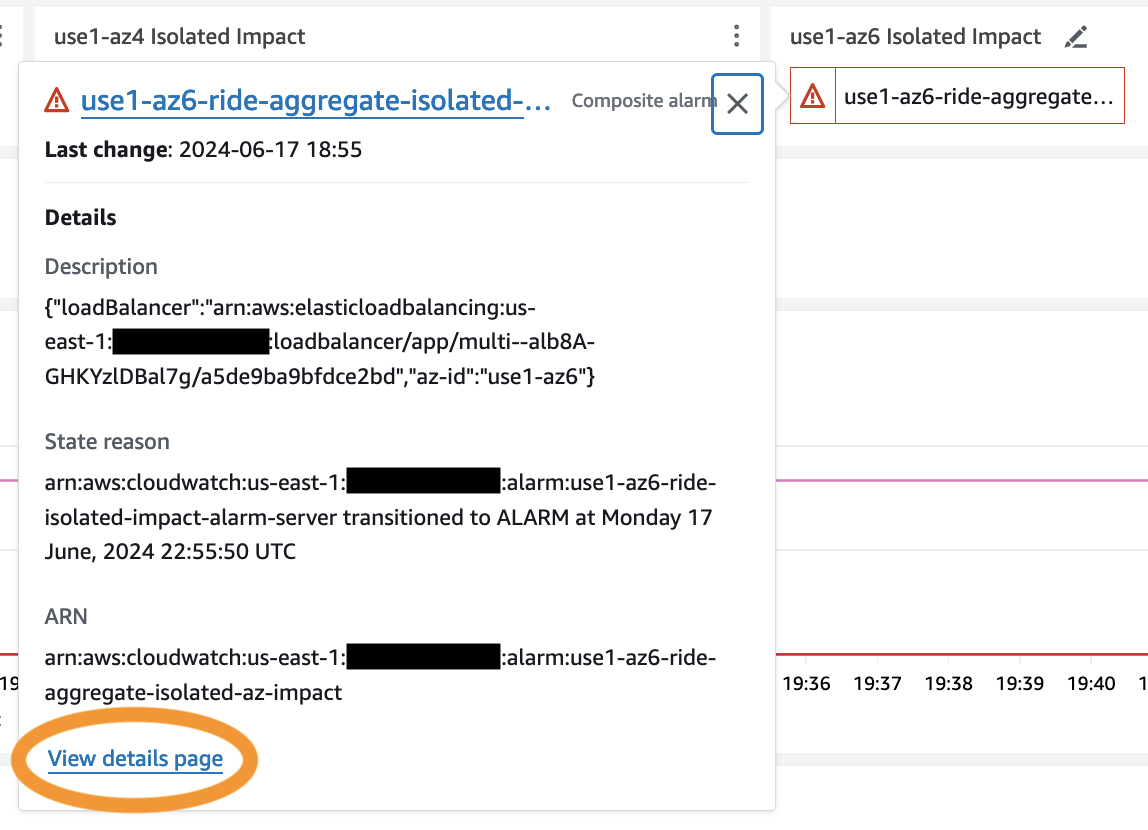 use1-az4 Isolated Impact
use1-az6 Isolated Impact
use1-az6-ride-aggregate-isolated-...
Composite alarm
use1-az6-ride-aggregate...
Last change: 2024-06-17 18:55
Details
Description
{"loadBalancer":"arn:aws:elasticloadbalancing:us-
east-1: :loadbalancer/app/multi--alb8A-
GHKYzlDBal7g/a5de9ba9bfdce2bd","az-id":"use1-az6"}
State reason
arn:aws:cloudwatch:us-east-1: :alarm:use1-az6-ride-
isolated-impact-alarm-server transitioned to ALARM at Monday 17
June, 2024 22:55:50 UTC
ARN
arn:aws:cloudwatch:us-east-1: :alarm:use1-az6-ride-
aggregate-isolated-az-impact
19:36 19:37 19:38 19:39 19:40
View details page